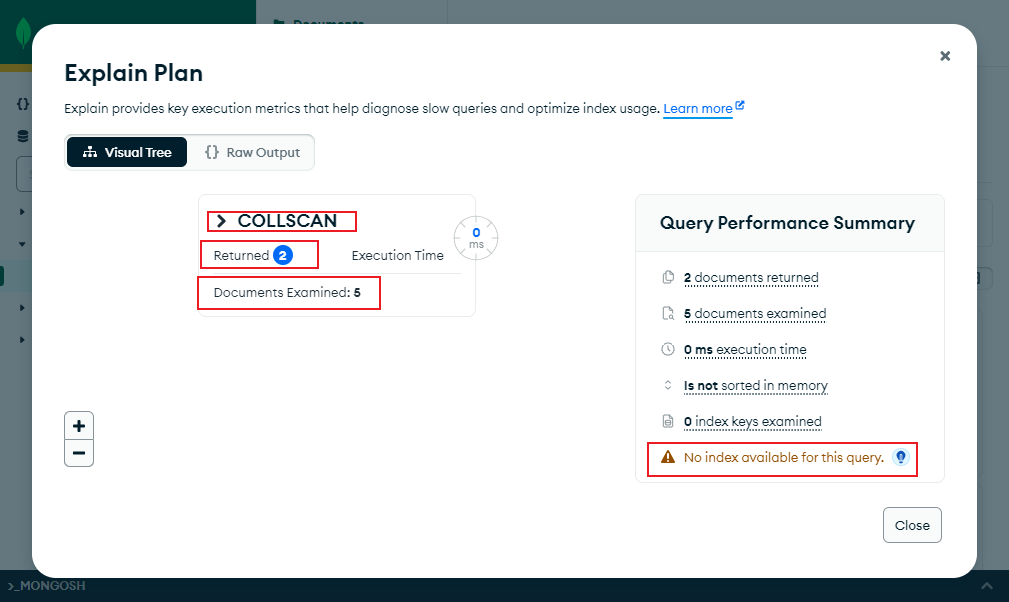 Documents
Explain Plan
Explain provides key execution metrics that help diagnose slow queries and optimize index usage. Learn more
Visual Tree
{} Raw Output
COLLSCAN
Returned 2
Execution Time
0
ms
Documents Examined: 5
Query Performance Summary
2 documents returned
5 documents examined
0 ms execution time
Is not sorted in memory
0 index keys examined
No index available for this query.
Close
>_MONGOSH